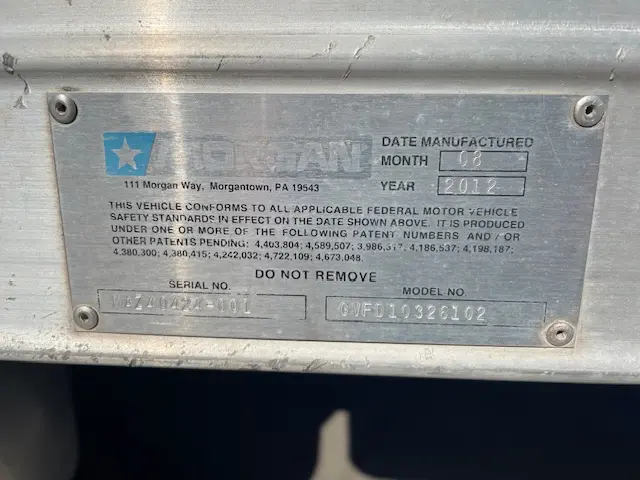 MORGAN
DATE MANUFACTURED
MONTH 08
YEAR 2012
111 Morgan Way, Morgantown, PA 19543
THIS VEHICLE CONFORMS TO ALL APPLICABLE FEDERAL MOTOR VEHICLE
SAFETY STANDARDS IN EFFECT ON THE DATE SHOWN ABOVE. IT IS PRODUCED
UNDER ONE OR MORE OF THE FOLLOWING PATENT NUMBERS AND/OR
OTHER PATENTS PENDING: 4,403,804; 4,589,507; 4,186,537; 4,198,187;
4,380,300; 4,380,415; 4,242,032; 4,722,109; 4,673,048.
DO NOT REMOVE
SERIAL NO.
MODEL NO.
GVFD10326102